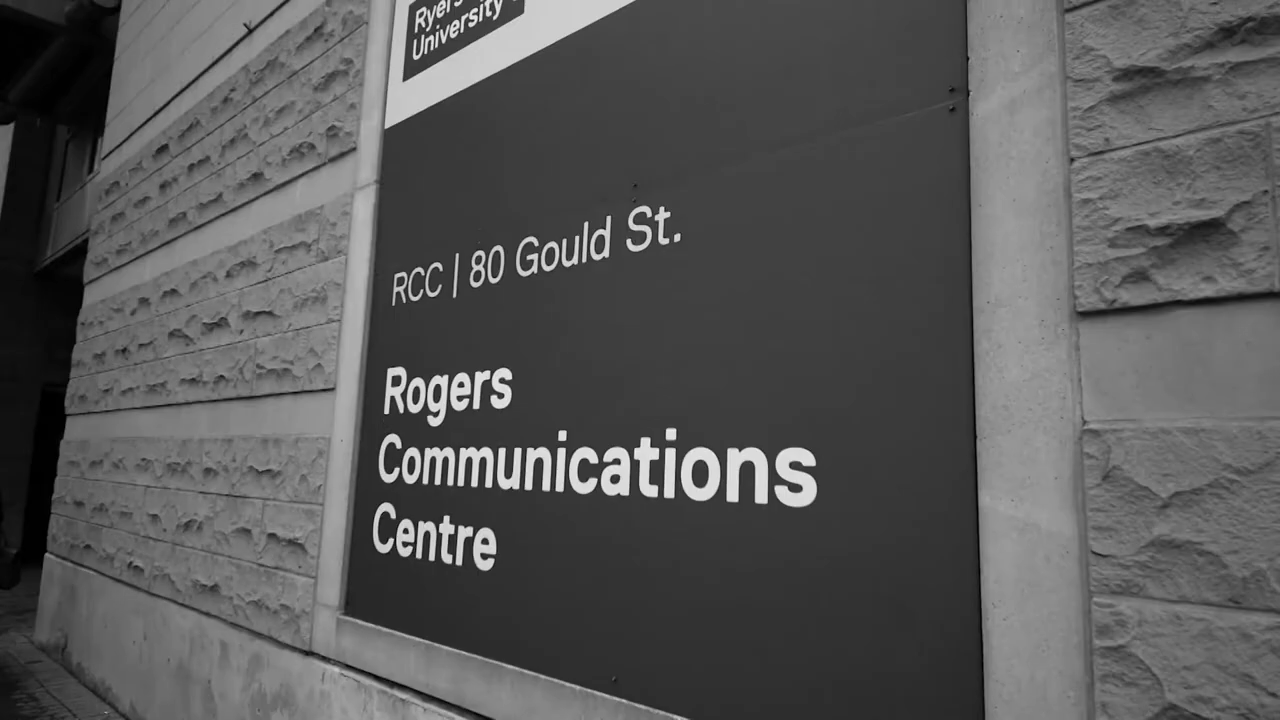 University
RCC | 80 Gould St.
Rogers
Communications
Centre